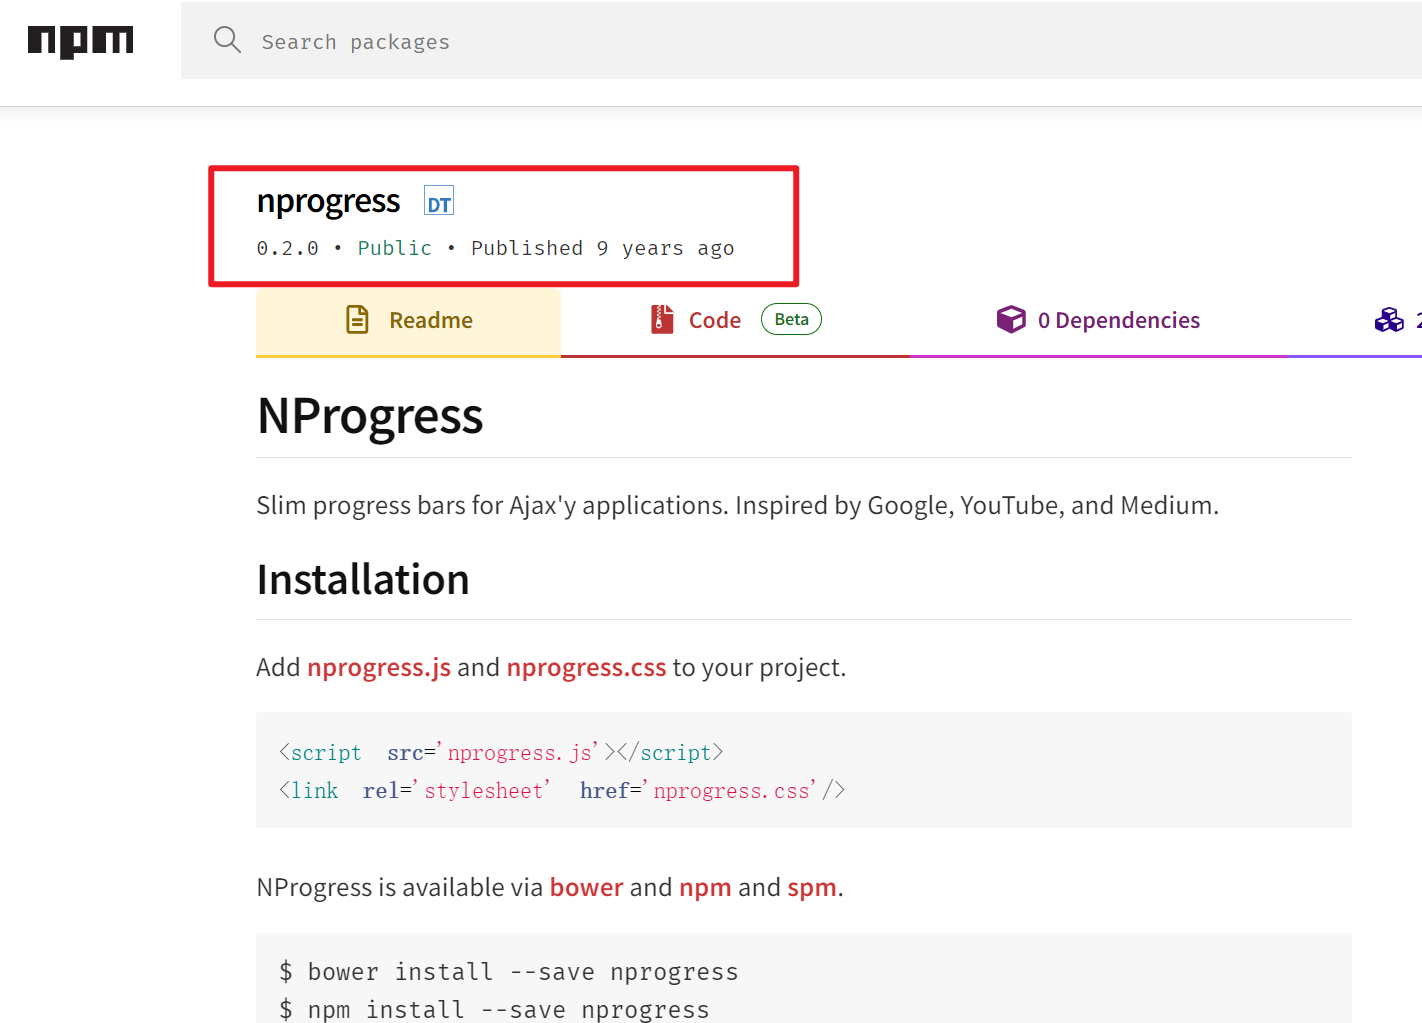 npm
Search packages
nprogress DT
0.2.0 • Public • Published 9 years ago
Readme
Code Beta
0 Dependencies
NProgress
Slim progress bars for Ajax'y applications. Inspired by Google, YouTube, and Medium.
Installation
Add nprogress.js and nprogress.css to your project.
<script src='nprogress.js'></script>
<link rel='stylesheet' href='nprogress.css'/>
NProgress is available via bower and npm and spm.
$ bower install --save nprogress
$ npm install --save nprogress